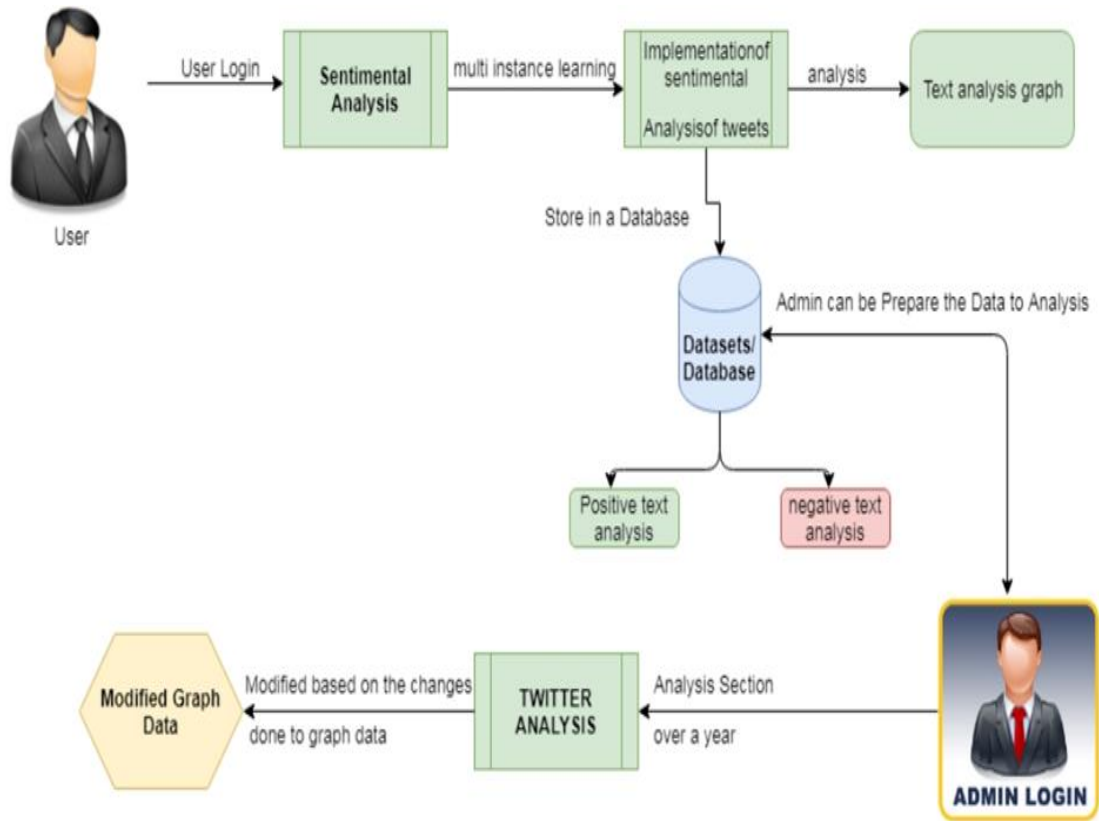 User Login
Sentimental
Analysis
multi instance learning
Implementationof
sentimental
Analysisof tweets
analysis
Text analysis graph
User
Store in a Database
Admin can be Prepare the Data to Analysis
Datasets/
Database
Positive text
analysis
negative text
analysis
Modified Graph
Data
Modified based on the changes
done to graph data
TWITTER
ANALYSIS
Analysis Section
over a year
ADMIN LOGIN